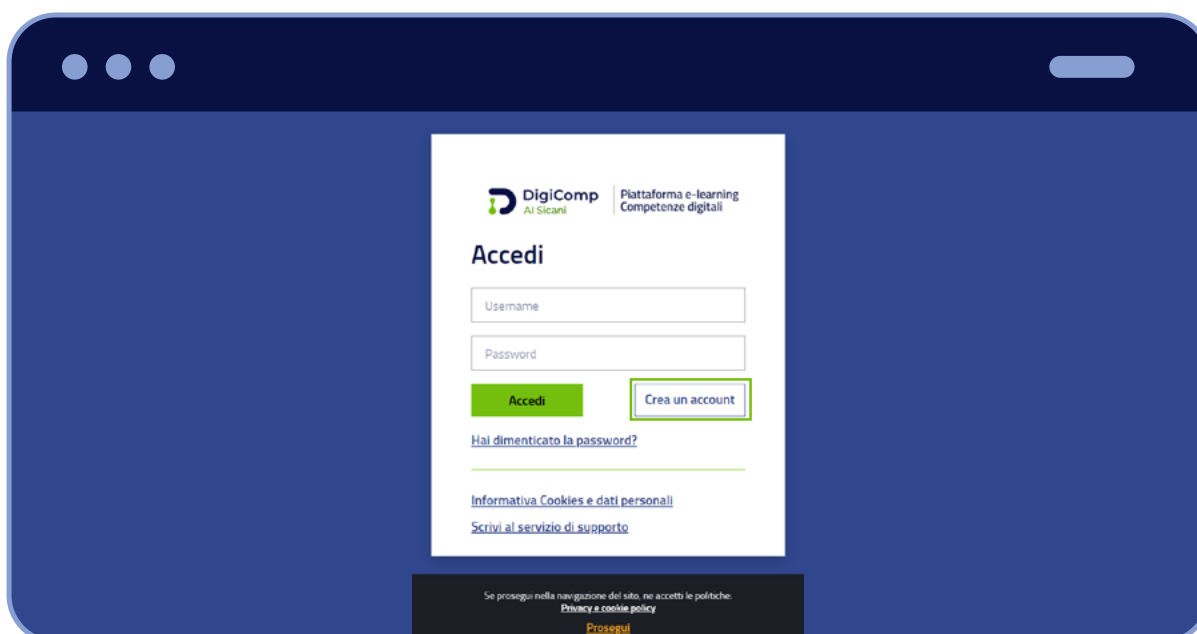 DigiComp
AI Sicani
Piattaforma e-learning
Competenze digitali
Accedi
Username
Password
Accedi
Crea un account
Hai dimenticato la password?
Informativa Cookies e dati personali
Scrivi al servizio di supporto
Se prosegui nella navigazione del sito, ne accetti le politiche:
Privacy e cookie policy
Prosegui